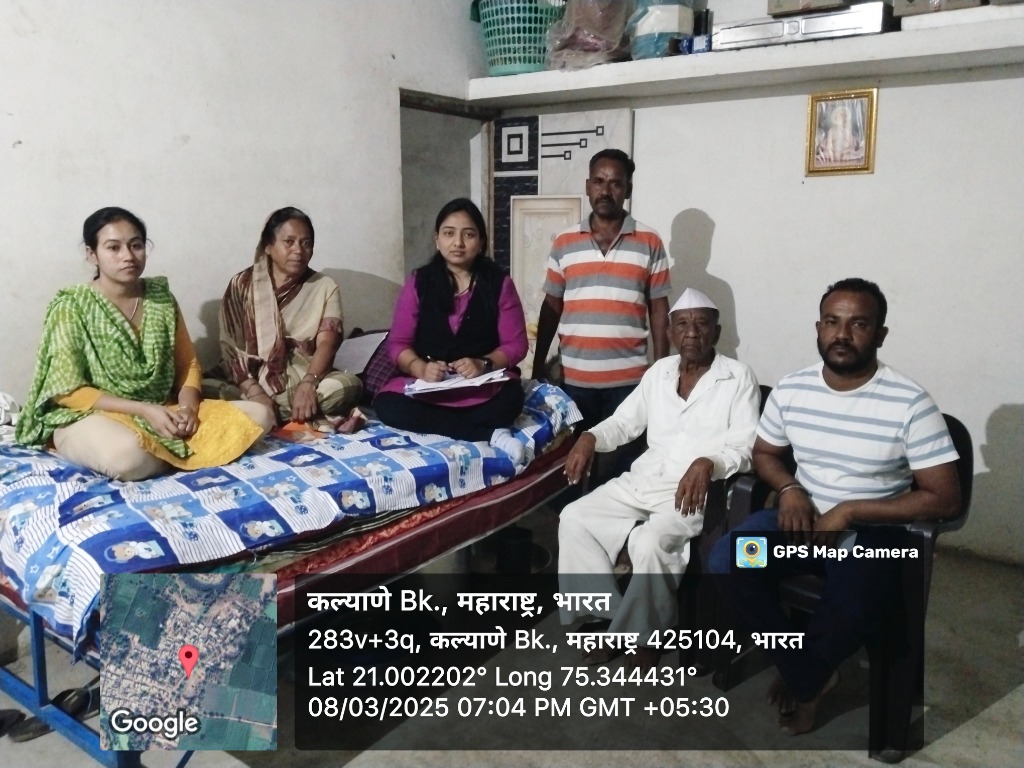 GPS Map Camera
कल्याणे Bk., महाराष्ट्र, भारत
283v+3q, कल्याणे Bk., महाराष्ट्र 425104, भारत
Lat 21.002202° Long 75.344431°
08/03/2025 07:04 PM GMT +05:30
Google